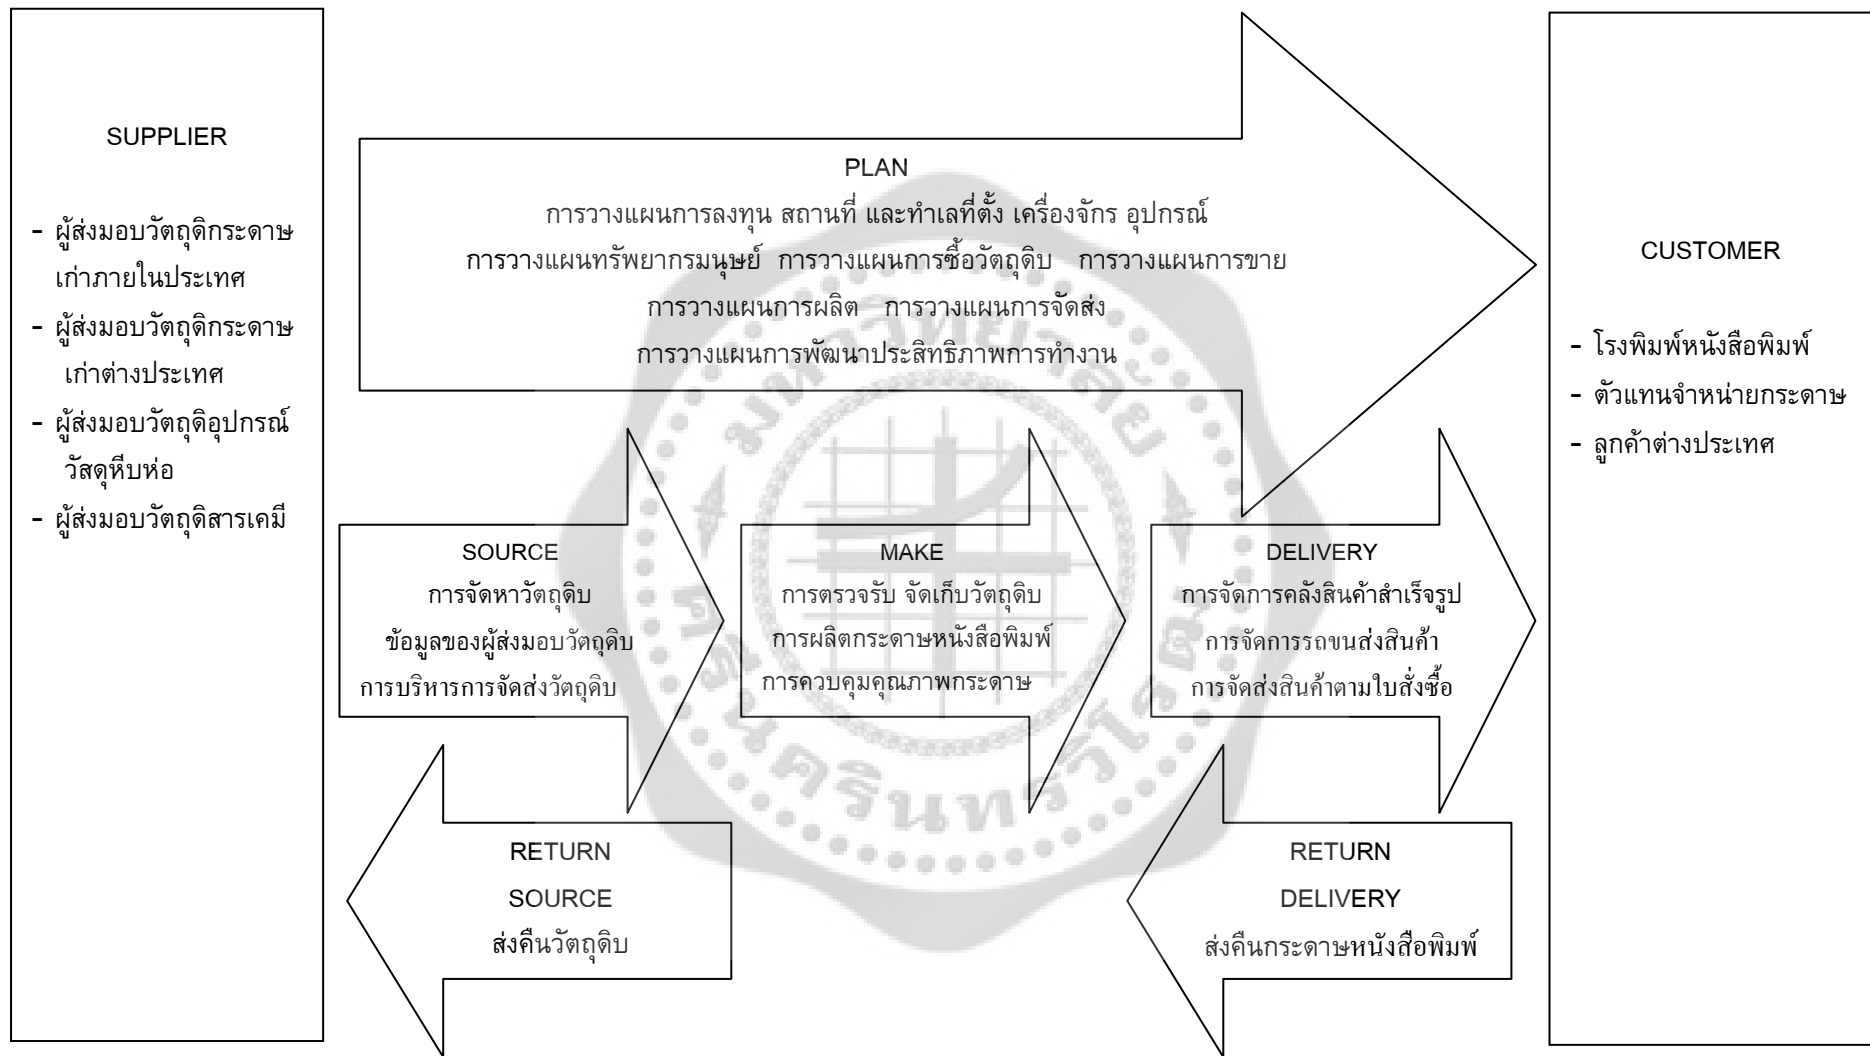 SUPPLIER
- ผู้ส่งมอบวัตถุดิกระดาษ
เก่าภายในประเทศ
- ผู้ส่งมอบวัตถุดิกระดาษ
เก่าต่างประเทศ
- ผู้ส่งมอบวัตถุดิอุปกรณ์
วัสดุหีบห่อ
- ผู้ส่งมอบวัตถุดิสารเคมี
PLAN
การวางแผนการลงทุน สถานที่ และทำเลที่ตั้ง เครื่องจักร อุปกรณ์
การวางแผนทรัพยากรมนุษย์ การวางแผนการซื้อวัตถุดิบ การวางแผนการขาย
การวางแผนการผลิต การวางแผนการจัดส่ง
การวางแผนการพัฒนาประสิทธิภาพการทำงาน
SOURCE
การจัดหาวัตถุดิบ
ข้อมูลของผู้ส่งมอบวัตถุดิบ
การบริหารการจัดส่งวัตถุดิบ
MAKE
การตรวจรับ จัดเก็บวัตถุดิบ
การผลิตกระดาษหนังสือพิมพ์
การควบคุมคุณภาพกระดาษ
DELIVERY
การจัดการคลังสินค้าสำเร็จรูป
การจัดการรถขนส่งสินค้า
การจัดส่งสินค้าตามใบสั่งซื้อ
RETURN
SOURCE
ส่งคืนวัตถุดิบ
RETURN
DELIVERY
ส่งคืนกระดาษหนังสือพิมพ์
CUSTOMER
- โรงพิมพ์หนังสือพิมพ์
- ตัวแทนจำหน่ายกระดาษ
- ลูกค้าต่างประเทศ
มหาวิทยาลัย
ศรีนครินทรวิโรฒ